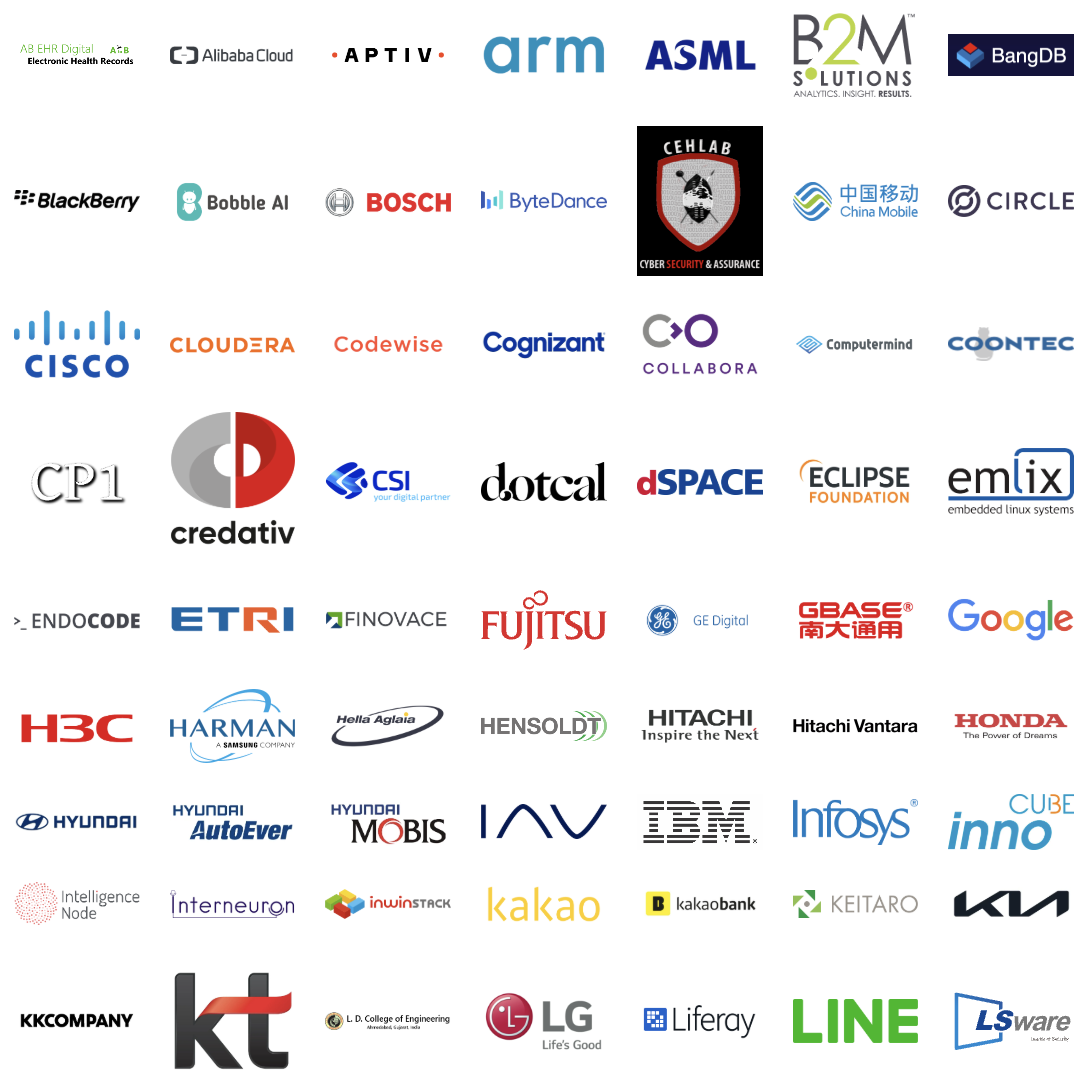 AB EHR Digital
Electronic Health Records
Alibaba Cloud
APTIV
arm
ASML
B2M™
SOLUTIONS
ANALYTICS. INSIGHT. RESULTS.
BangDB
BlackBerry
Bobble AI
BOSCH
ByteDance
CEHLAB
CYBER SECURITY & ASSURANCE
中国移动
China Mobile
CIRCLE
CISCO
CLOUDERA
Codewise
Cognizant
COLLABORA
Computermind
COONTEC
CP1
credativ
CSI
your digital partner
dotcal
dSPACE
ECLIPSE
FOUNDATION
emlix
embedded linux systems
>_ ENDOCODE
ETRI
FINOVACE
FUJITSU
GE Digital
GBASE®
南大通用
Google
H3C
HARMAN
A SAMSUNG COMPANY
Hella Aglaia
HENSOLDT
HITACHI
Inspire the Next
Hitachi Vantara
HONDA
The Power of Dreams
HYUNDAI
HYUNDAI
AutoEver
HYUNDAI
MOBIS
IAV
IBM
Infosys®
CUBE
inno
Intelligence
Node
Interneuron
inwinSTACK
kakao
B kakaobank
KEITARO
KIA
KKCOMPANY
kt
L. D. College of Engineering
Ahmedabad, Gujarat, India
LG
Life's Good
Liferay
LINE
LSware